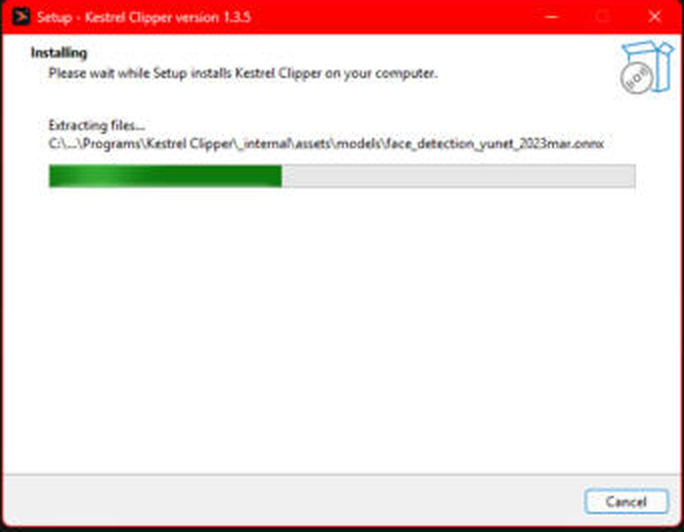 Setup - Kestrel Clipper version 1.3.5
Installing
Please wait while Setup installs Kestrel Clipper on your computer.
Extracting files...
C:\...\Programs\Kestrel Clipper\_internal\assets\models\face_detection_yunet_2023mar.onnx
Cancel